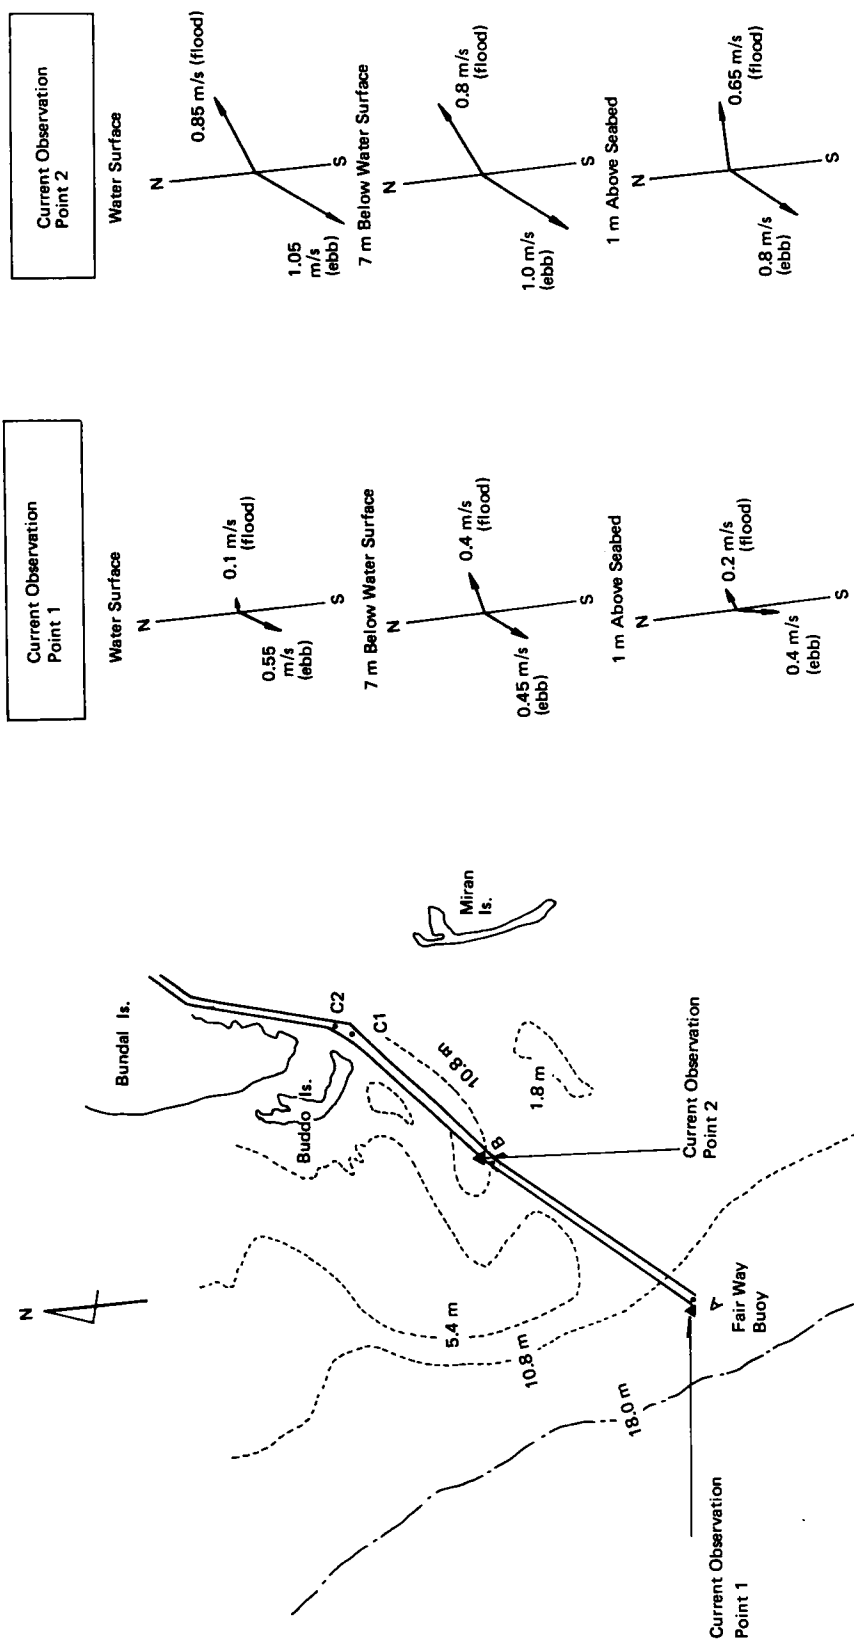 N
Bundal Is.
Buddo Is.
C2
C1
Miran
Is.
5.4 m
10.8 m
10.8 m
1.8 m
B
18.0 m
Fair Way
Buoy
Current Observation
Point 2
Current Observation
Point 1
Current Observation
Point 1
Water Surface
N
0.1 m/s
(flood)
0.55
m/s
(ebb)
S
7 m Below Water Surface
N
0.4 m/s
(flood)
0.45 m/s
(ebb)
S
1 m Above Seabed
N
0.2 m/s
(flood)
0.4 m/s
(ebb)
S
Current Observation
Point 2
Water Surface
N
0.85 m/s (flood)
1.05
m/s
(ebb)
S
7 m Below Water Surface
N
0.8 m/s
(flood)
1.0 m/s
(ebb)
S
1 m Above Seabed
N
0.65 m/s
(flood)
0.8 m/s
(ebb)
S